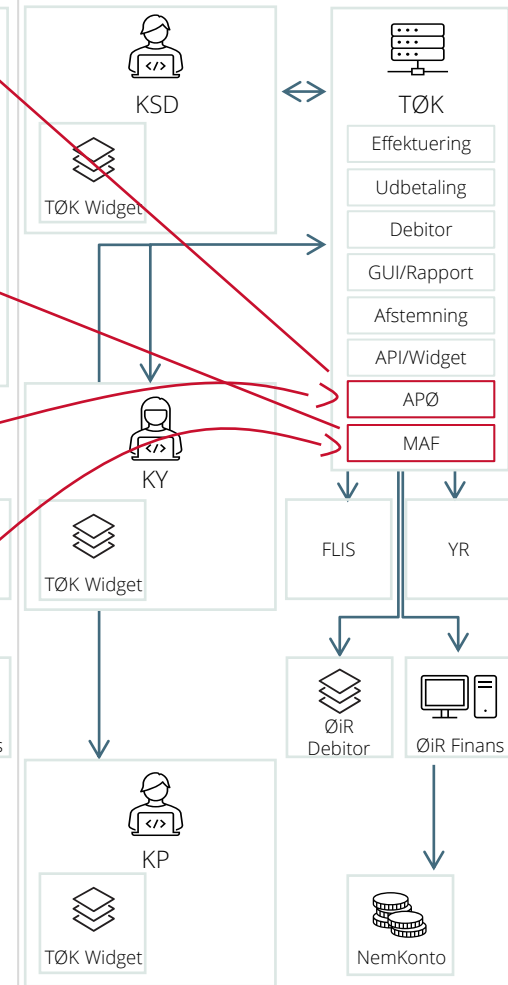 KSD
TØK Widget
TØK
Effektuering
Udbetaling
Debitor
GUI/Rapport
Afstemning
API/Widget
APØ
MAF
KY
TØK Widget
FLIS
YR
ØiR
Debitor
ØiR Finans
s
KP
TØK Widget
NemKonto